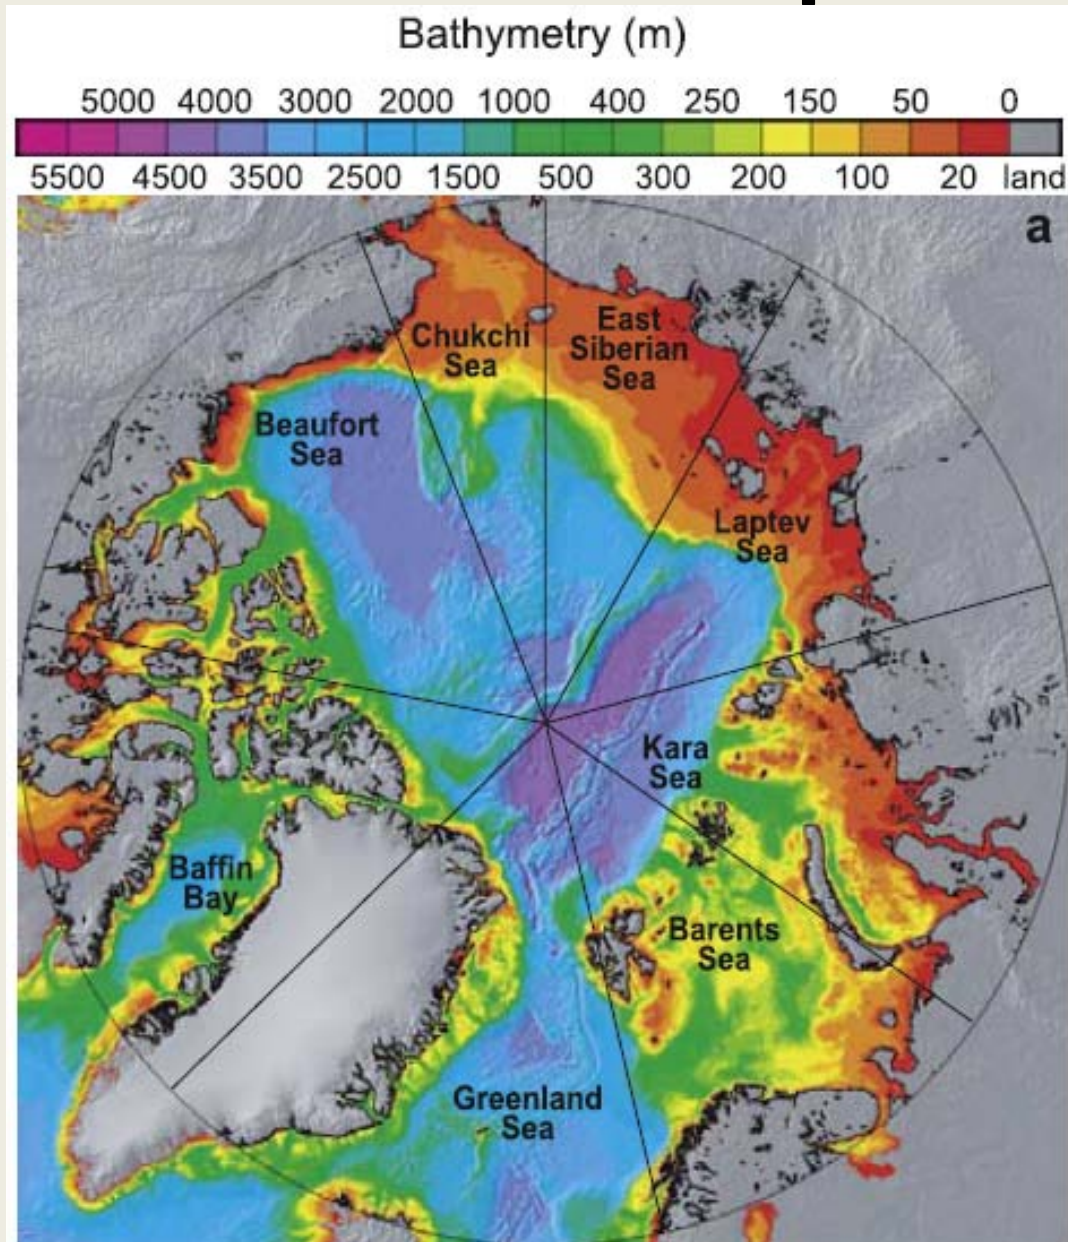 Bathymetry (m)
5000 4000 3000 2000 1000 400 250 150 50 0
5500 4500 3500 2500 1500 500 300 200 100 20 land
a
Chukchi
Sea
East
Siberian
Sea
Beaufort
Sea
Laptev
Sea
Kara
Sea
Baffin
Bay
Barents
Sea
Greenland
Sea